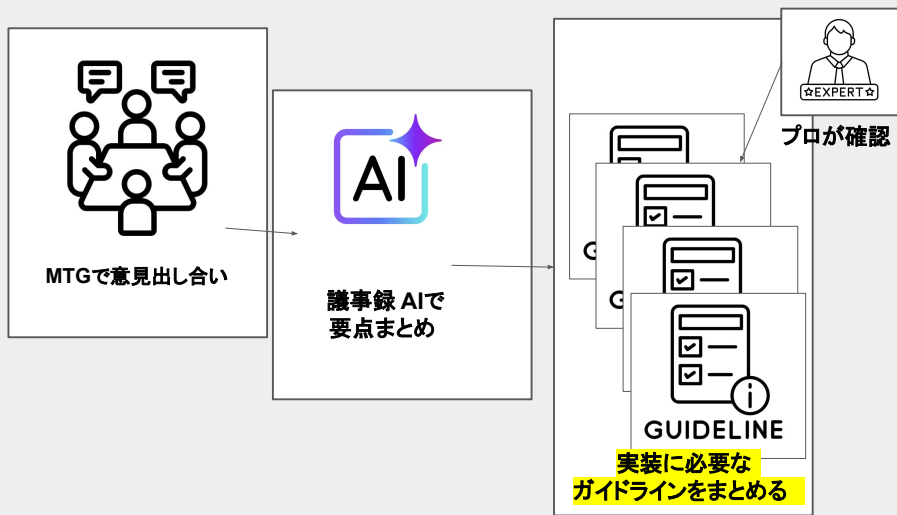 MTGで意見出し合い
AI
議事録 AIで
要点まとめ
☆EXPERT☆
プロが確認
G
G
GUIDELINE
実装に必要な
ガイドラインをまとめる